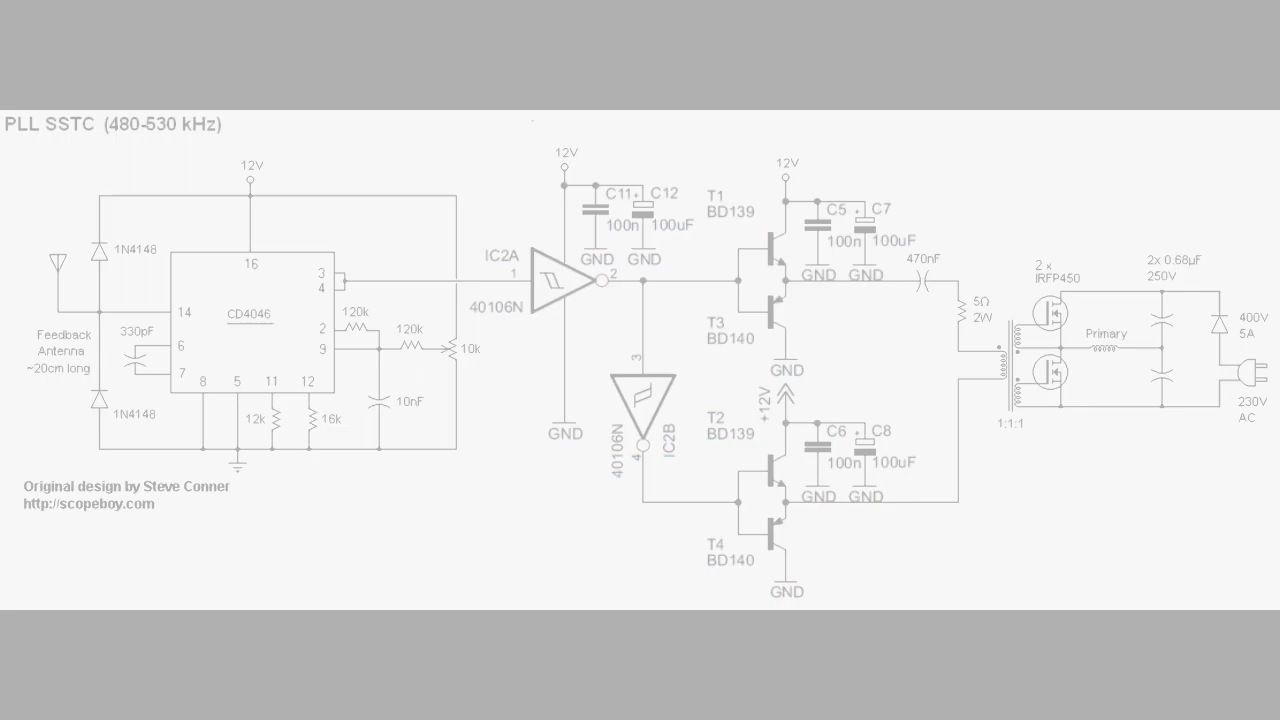 PLL SSTC (480-530 kHz)
12V
1N4148
16
3
4
14
CD4046
2
120k
120k
9
10k
Feedback
Antenna
~20cm long
330pF
6
7
8
5
11
12
12k
16k
10nF
1N4148
Original design by Steve Conner
http://scopeboy.com
12V
C11
+
C12
100n
100uF
GND
GND
IC2A
1
2
40106N
GND
3
40106N
4
IC2B
12V
T1
BD139
C5
+
C7
100n
100uF
GND
GND
T3
BD140
GND
+12V
T2
BD139
C6
+
C8
100n
100uF
GND
GND
T4
BD140
GND
470nF
5Ω
2W
1:1:1
2 x
IRFP450
Primary
2x 0.68µF
250V
400V
5A
230V
AC